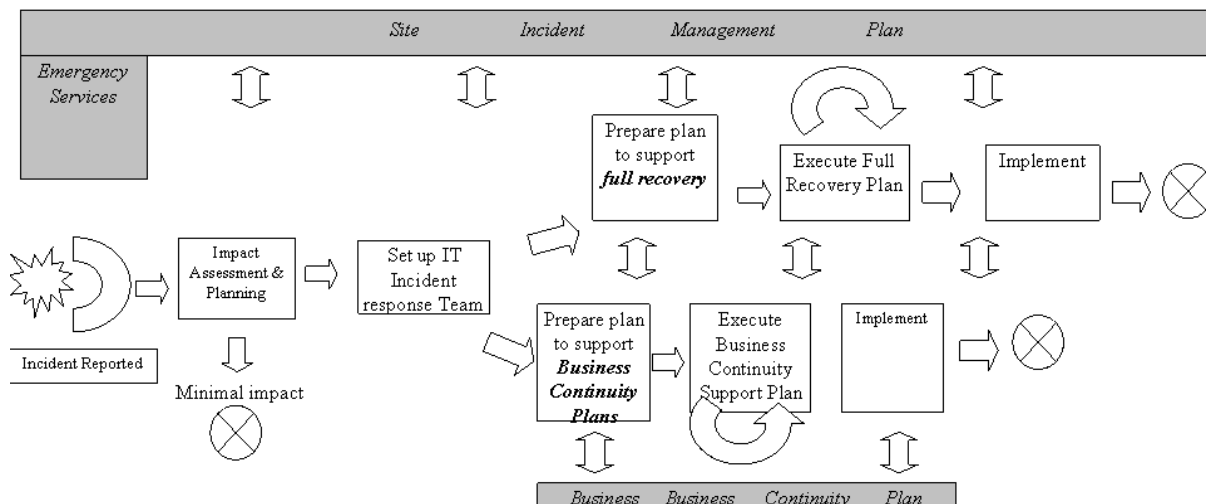 Site Incident Management Plan
Emergency
Services
Prepare plan
to support
full recovery
Execute Full
Recovery Plan
Implement
Impact
Assessment &
Planning
Set up IT
Incident
response Team
Incident Reported
Minimal impact
Prepare plan
to support
Business
Continuity
Plans
Execute
Business
Continuity
Support Plan
Implement
Business Business Continuity Plan